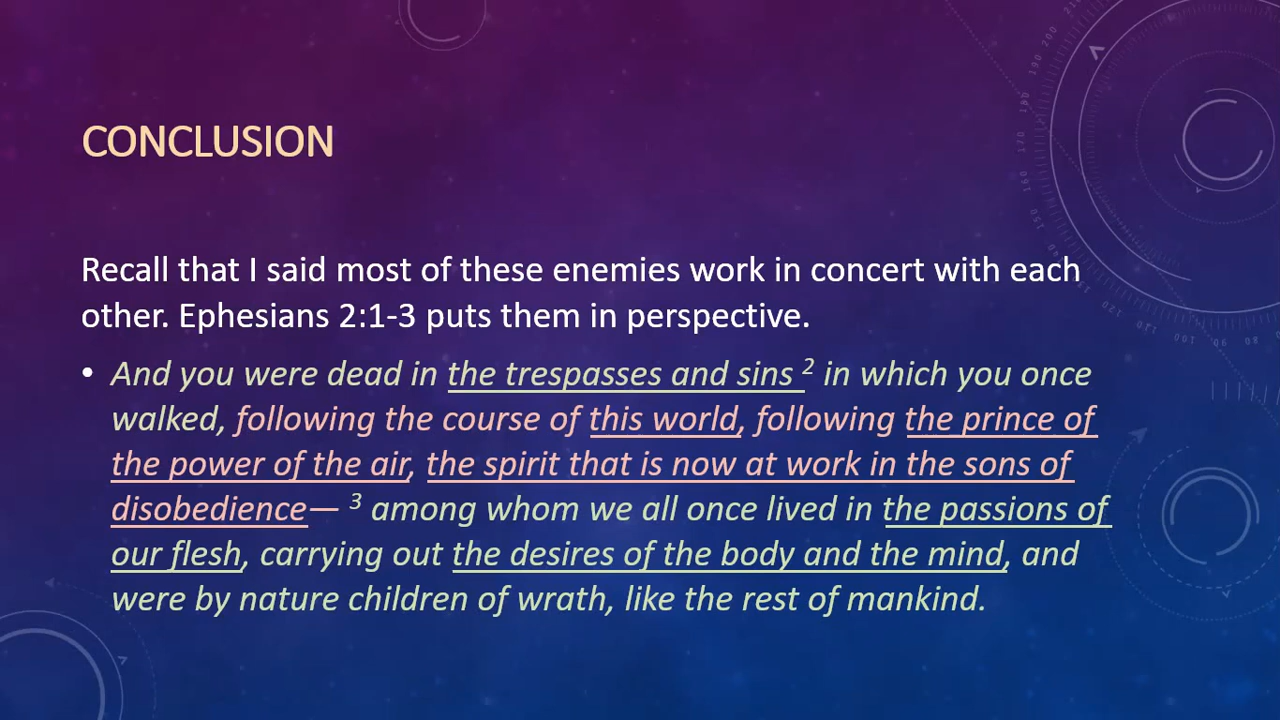 CONCLUSION
Recall that I said most of these enemies work in concert with each
other. Ephesians 2:1-3 puts them in perspective.
• And you were dead in the trespasses and sins ² in which you once
walked, following the course of this world, following the prince of
the power of the air, the spirit that is now at work in the sons of
disobedience— ³ among whom we all once lived in the passions of
our flesh, carrying out the desires of the body and the mind, and
were by nature children of wrath, like the rest of mankind.